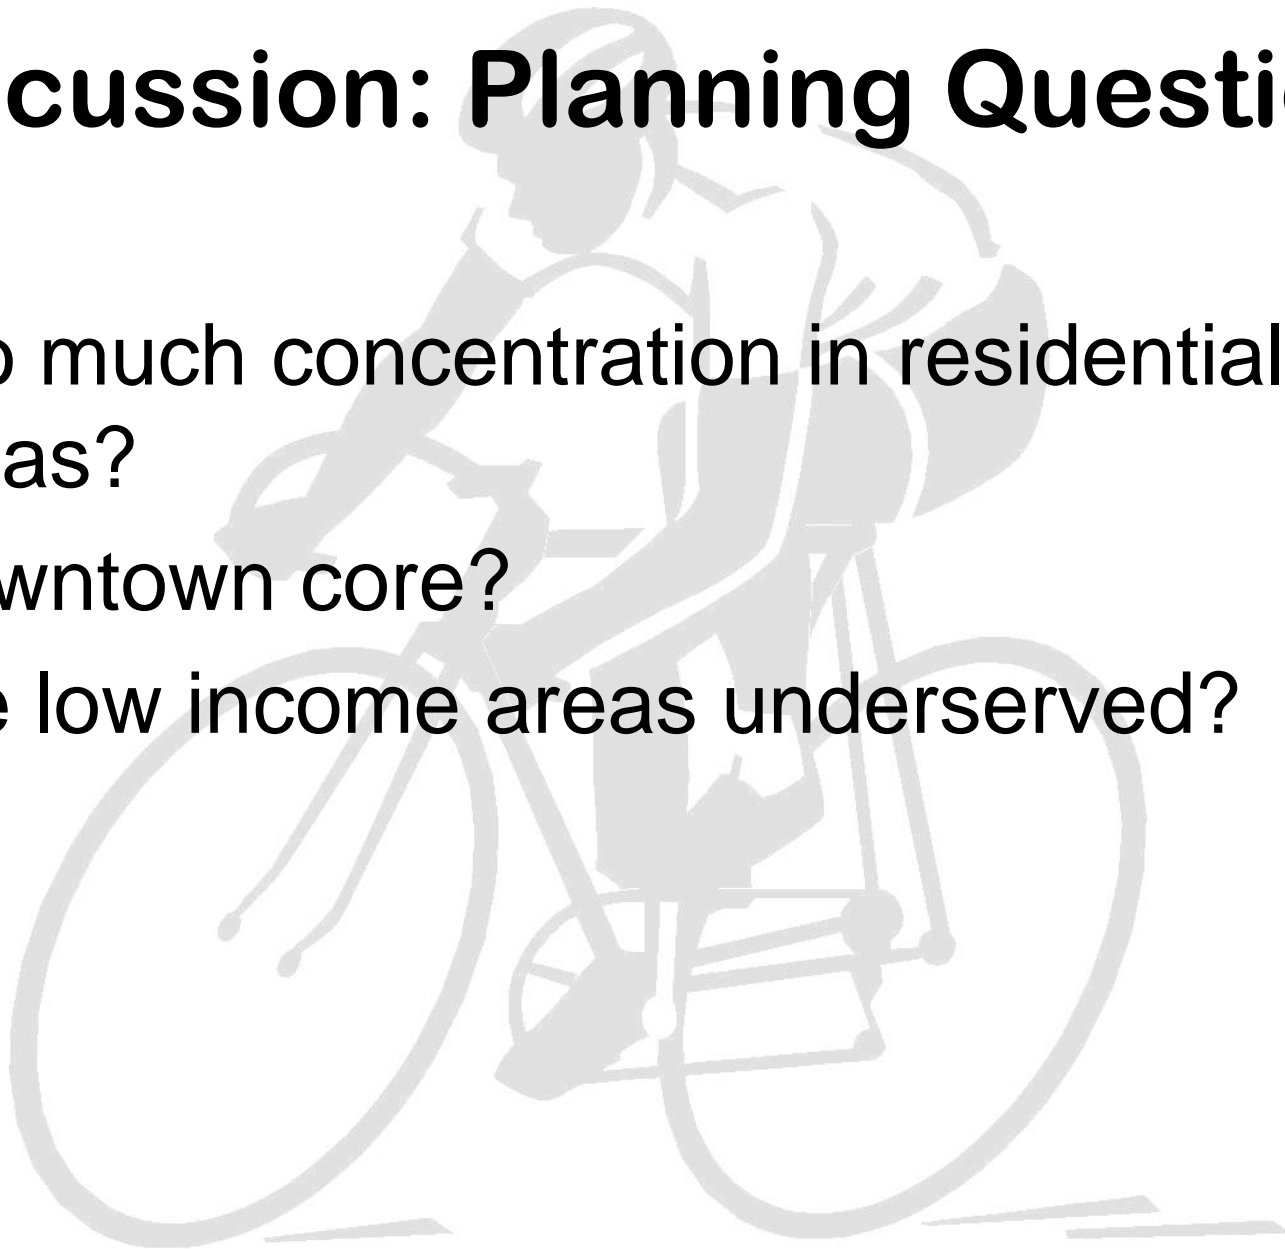 cussion: Planning Questi
o much concentration in residential
as?
wntown core?
e low income areas underserved?